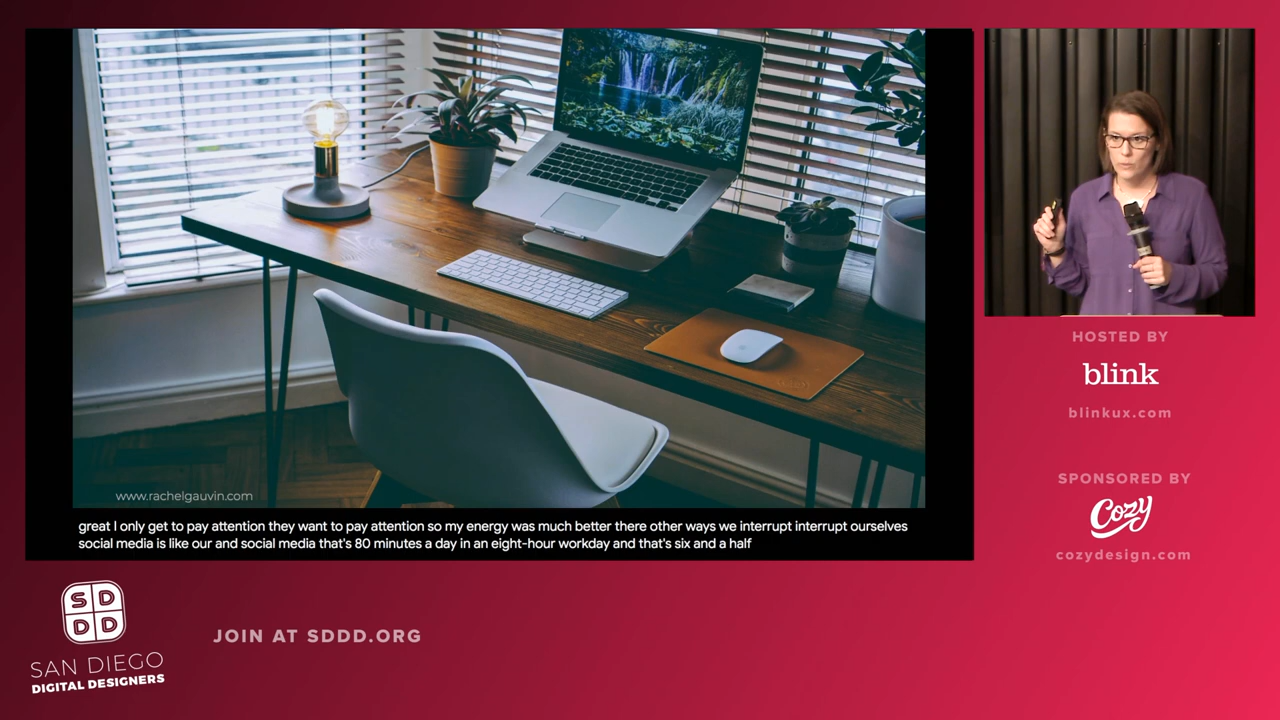 www.rachelgauvin.com
great I only get to pay attention they want to pay attention so my energy was much better there other ways we interrupt interrupt ourselves
social media is like our and social media that's 80 minutes a day in an eight-hour workday and that's six and a half
HOSTED BY
blink
blinkux.com
SPONSORED BY
Cozy
cozydesign.com
SD
DD
SAN DIEGO
DIGITAL DESIGNERS
JOIN AT SDDD.ORG